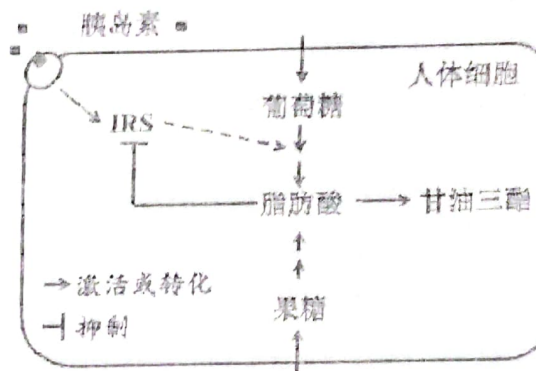 胰岛素
人体细胞
葡萄糖
IRS
脂肪酸
甘油三酯
激活或转化
果糖
抑制